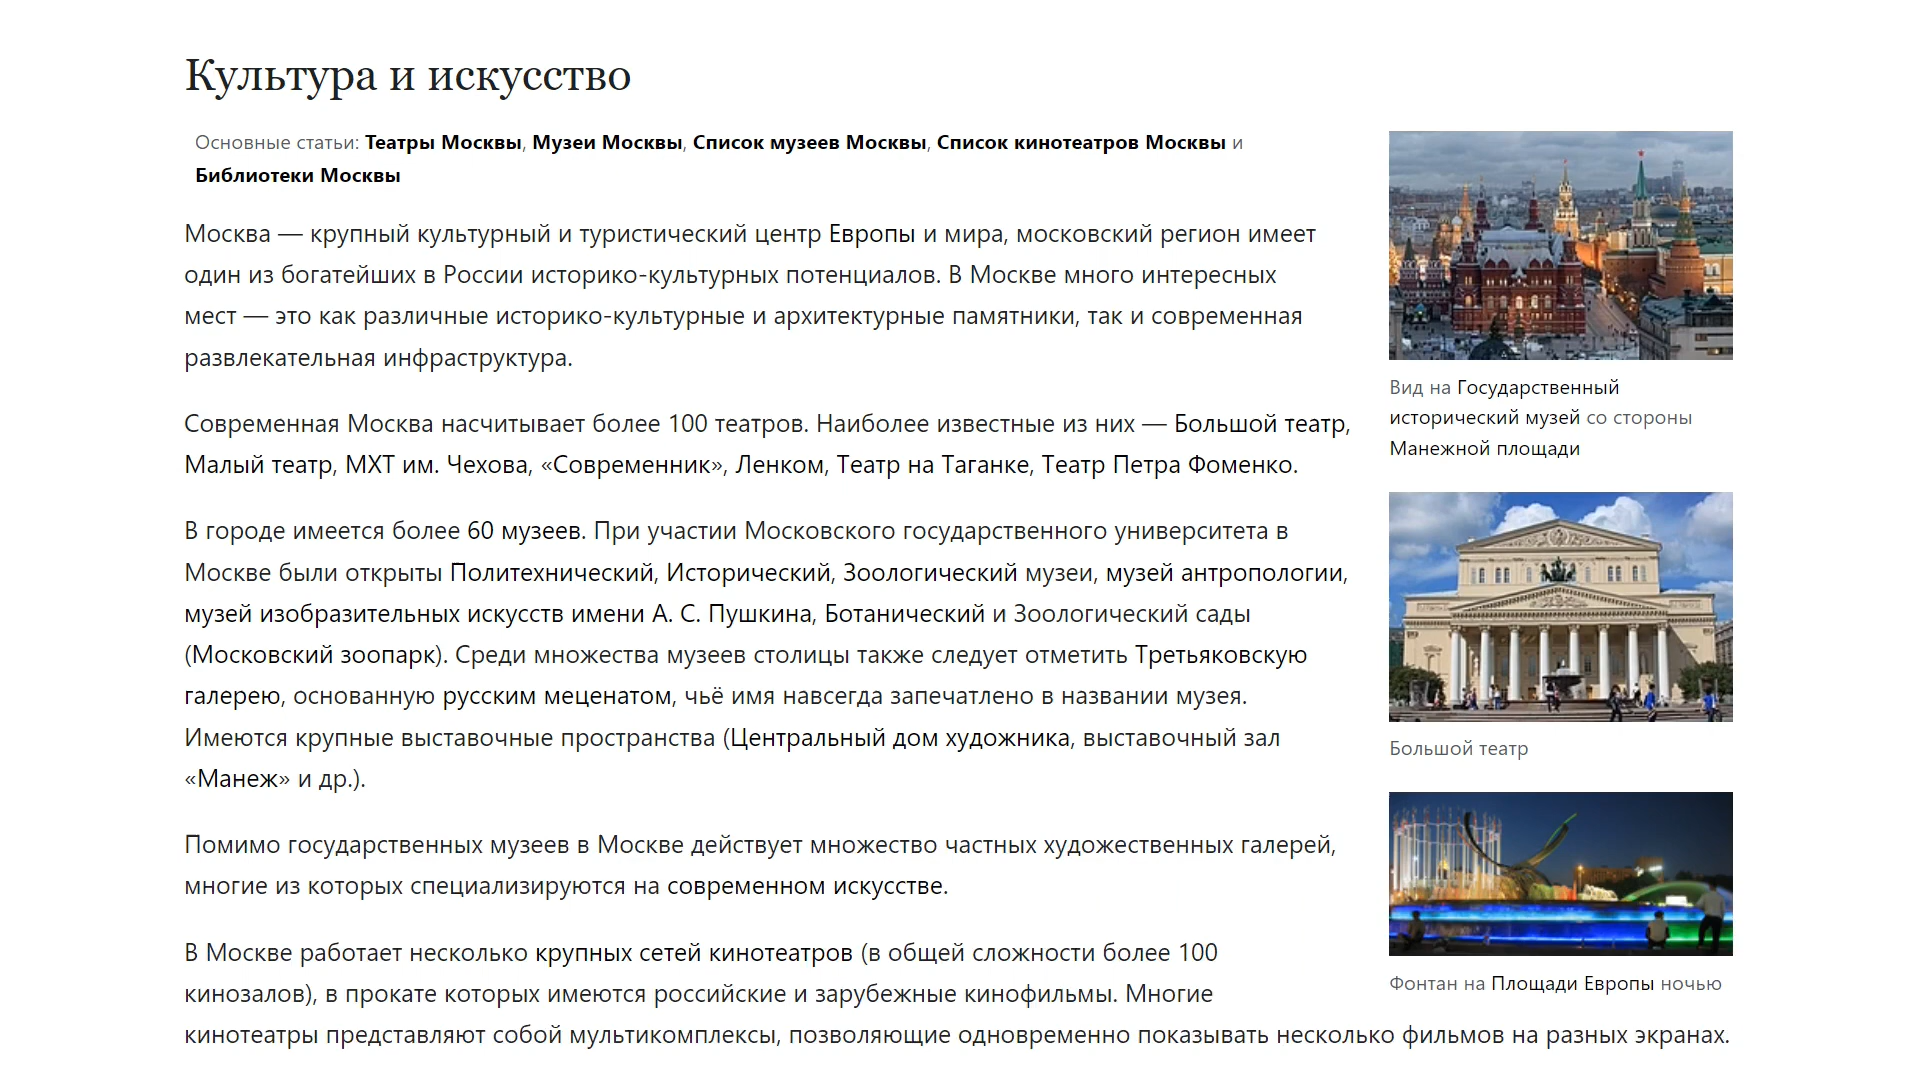 Культура и искусство
Основные статьи: Театры Москвы, Музеи Москвы, Список музеев Москвы, Список кинотеатров Москвы и
Библиотеки Москвы
Москва — крупный культурный и туристический центр Европы и мира, московский регион имеет
один из богатейших в России историко-культурных потенциалов. В Москве много интересных
мест — это как различные историко-культурные и архитектурные памятники, так и современная
развлекательная инфраструктура.
Современная Москва насчитывает более 100 театров. Наиболее известные из них — Большой театр,
Малый театр, МХТ им. Чехова, «Современник», Ленком, Театр на Таганке, Театр Петра Фоменко.
В городе имеется более 60 музеев. При участии Московского государственного университета в
Москве были открыты Политехнический, Исторический, Зоологический музеи, музей антропологии,
музей изобразительных искусств имени А. С. Пушкина, Ботанический и Зоологический сады
(Московский зоопарк). Среди множества музеев столицы также следует отметить Третьяковскую
галерею, основанную русским меценатом, чьё имя навсегда запечатлено в названии музея.
Имеются крупные выставочные пространства (Центральный дом художника, выставочный зал
«Манеж» и др.).
Помимо государственных музеев в Москве действует множество частных художественных галерей,
многие из которых специализируются на современном искусстве.
В Москве работает несколько крупных сетей кинотеатров (в общей сложности более 100
кинозалов), в прокате которых имеются российские и зарубежные кинофильмы. Многие
кинотеатры представляют собой мультикомплексы, позволяющие одновременно показывать несколько фильмов на разных экранах.
Вид на Государственный
исторический музей со стороны
Манежной площади
Большой театр
Фонтан на Площади Европы ночью